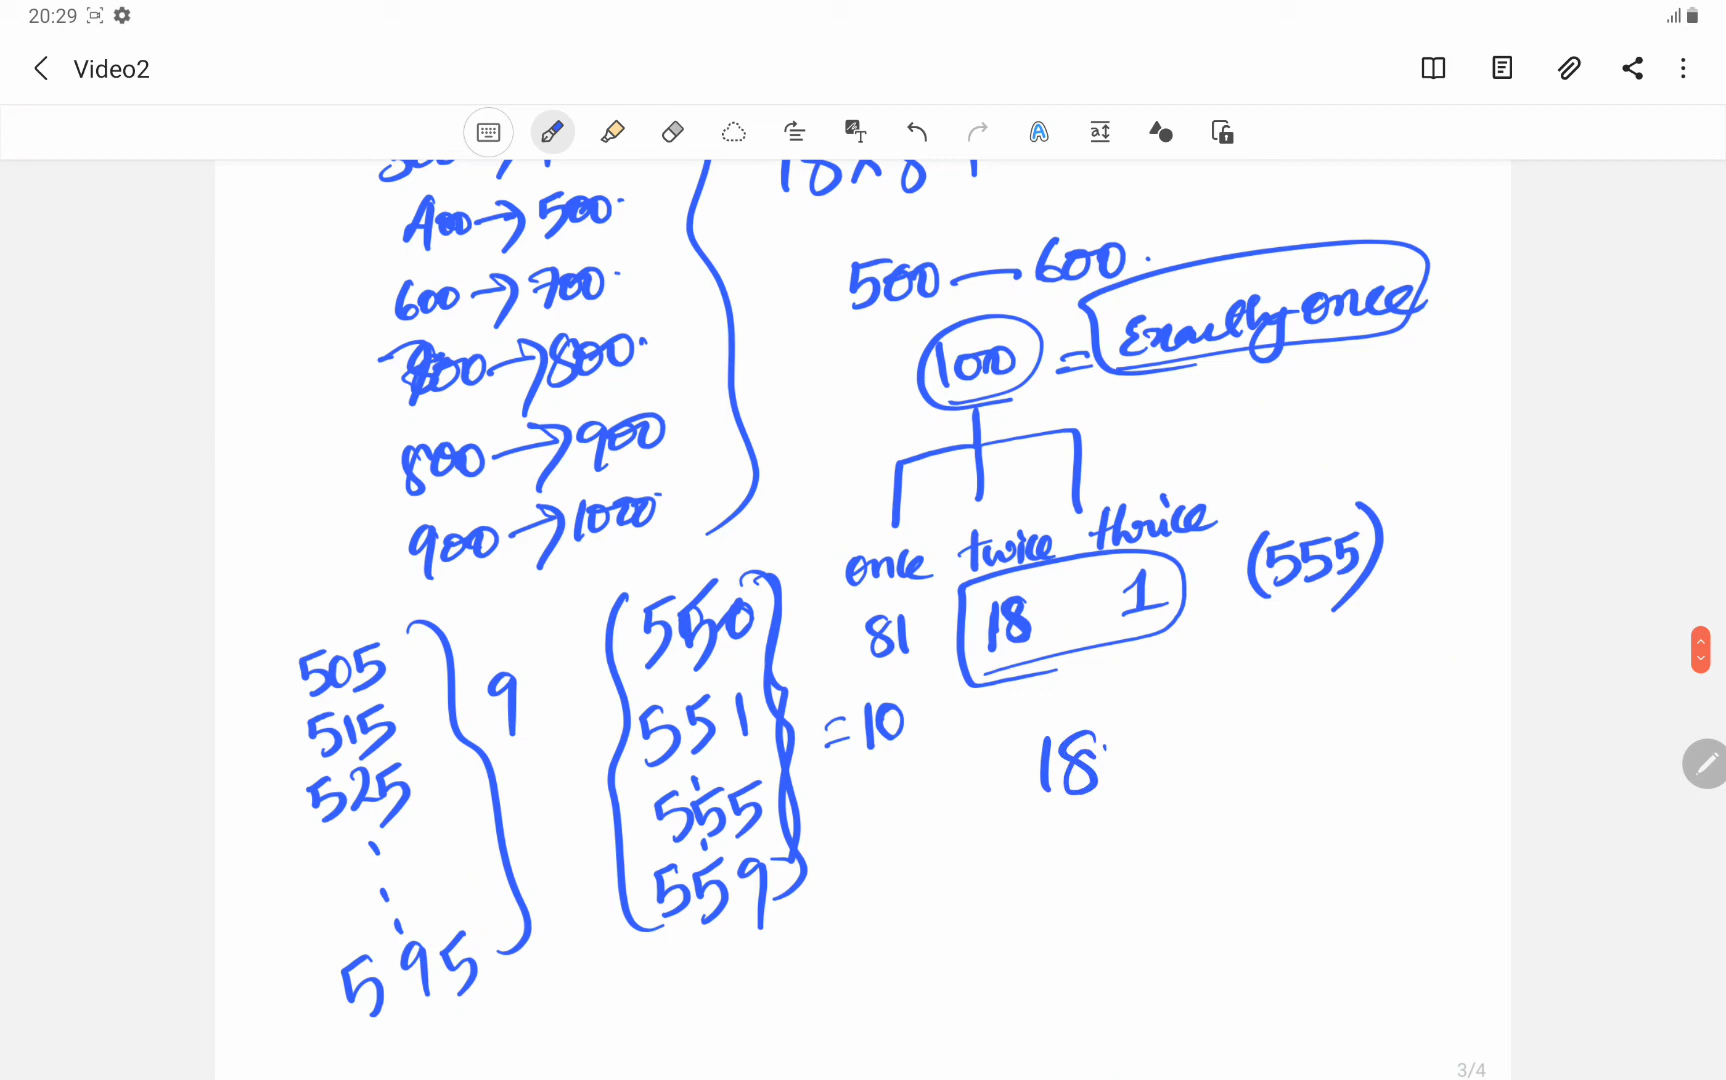 20:29
Video2
400 → 500
600 → 700
800 → 800
800 → 900
900 → 1000
18 × 8
500 — 600
100 = Exactly once
once twice thrice
81 18 1 (555)
505
515
525
595
9
550
551
555
559
= 10
18
3/4